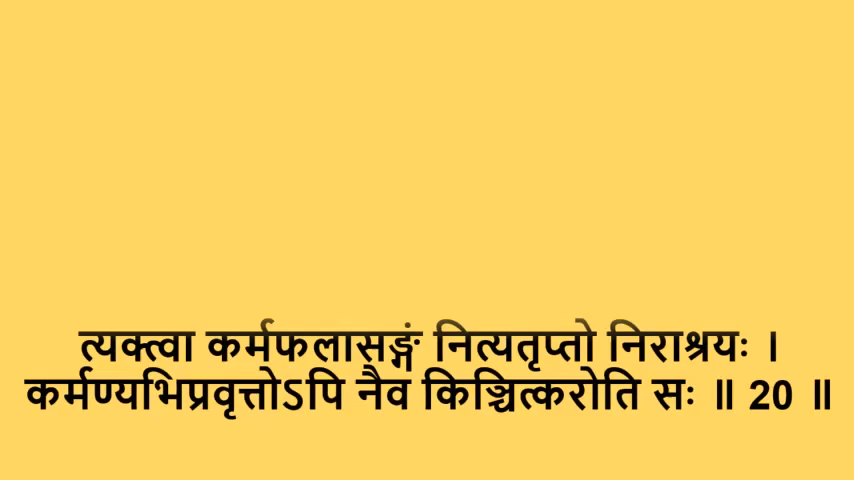 त्यक्त्वा कर्मफलासङ्गं नित्यतृप्तो निराश्रयः ।
कर्मण्यभिप्रवृत्तोऽपि नैव किञ्चित्करोति सः ॥ 20 ॥